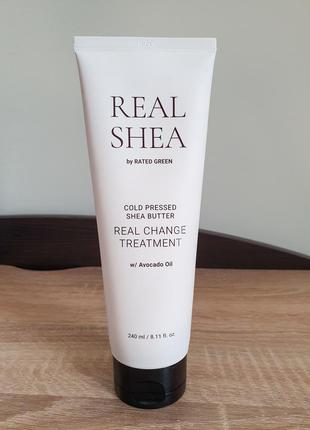 REAL
SHEA
by RATED GREEN
COLD PRESSED
SHEA BUTTER
REAL CHANGE
TREATMENT
w/ Avocado Oil
240 ml / 8.11 fl. oz.